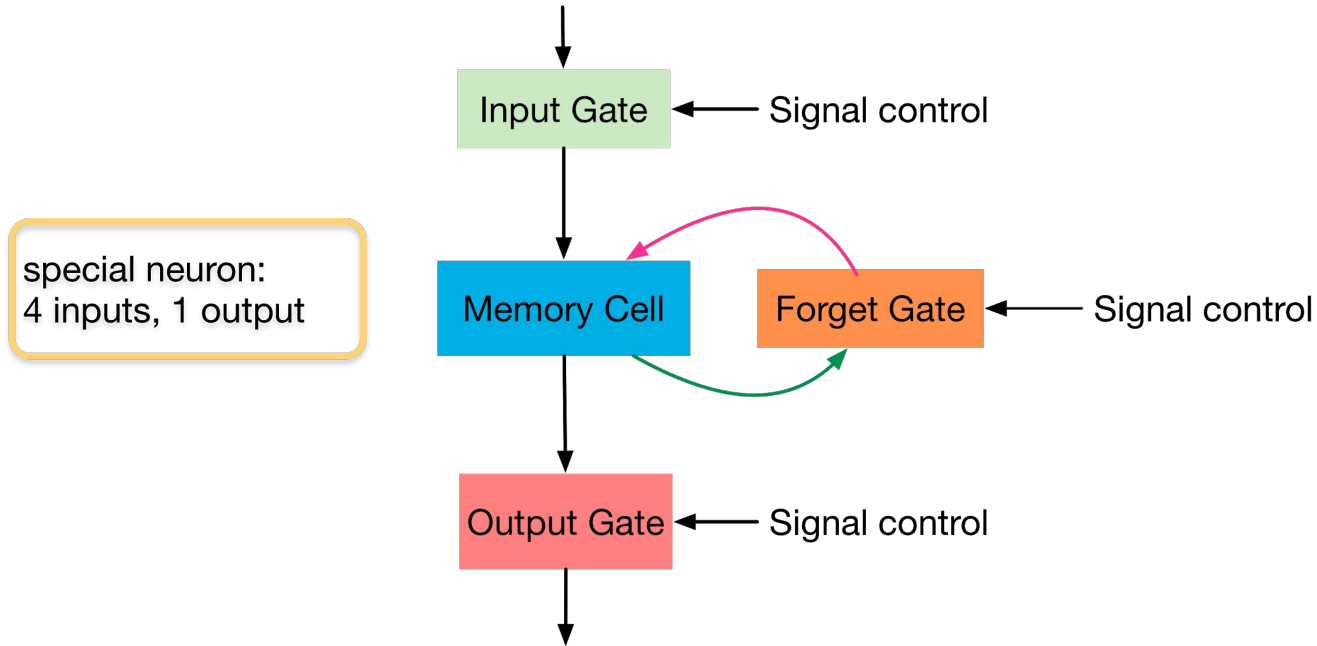 Input Gate
Signal control
special neuron:
4 inputs, 1 output
Memory Cell
Forget Gate
Signal control
Output Gate
Signal control